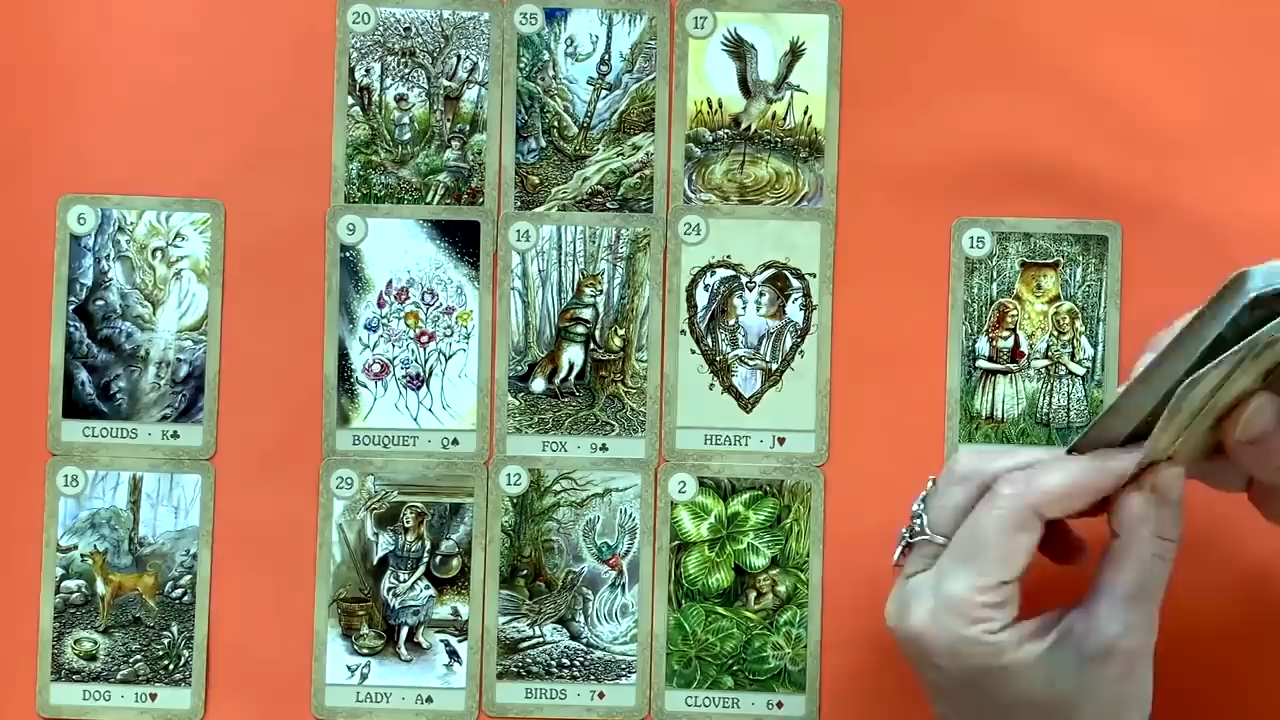 20
35
17
6
CLOUDS · K♣
9
BOUQUET · Q♠
14
FOX · 9♣
24
HEART · J♥
15
18
DOG · 10♥
29
LADY · A♠
12
BIRDS · 7♦
2
CLOVER · 6♦